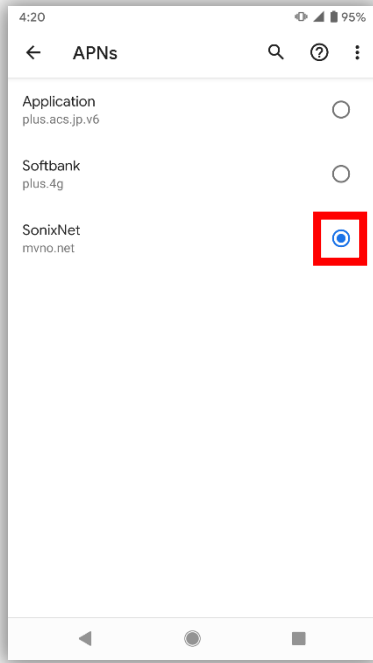 4:20 95%
APNs
Application
plus.acs.jp.v6
Softbank
plus.4g
SonixNet
mvno.net